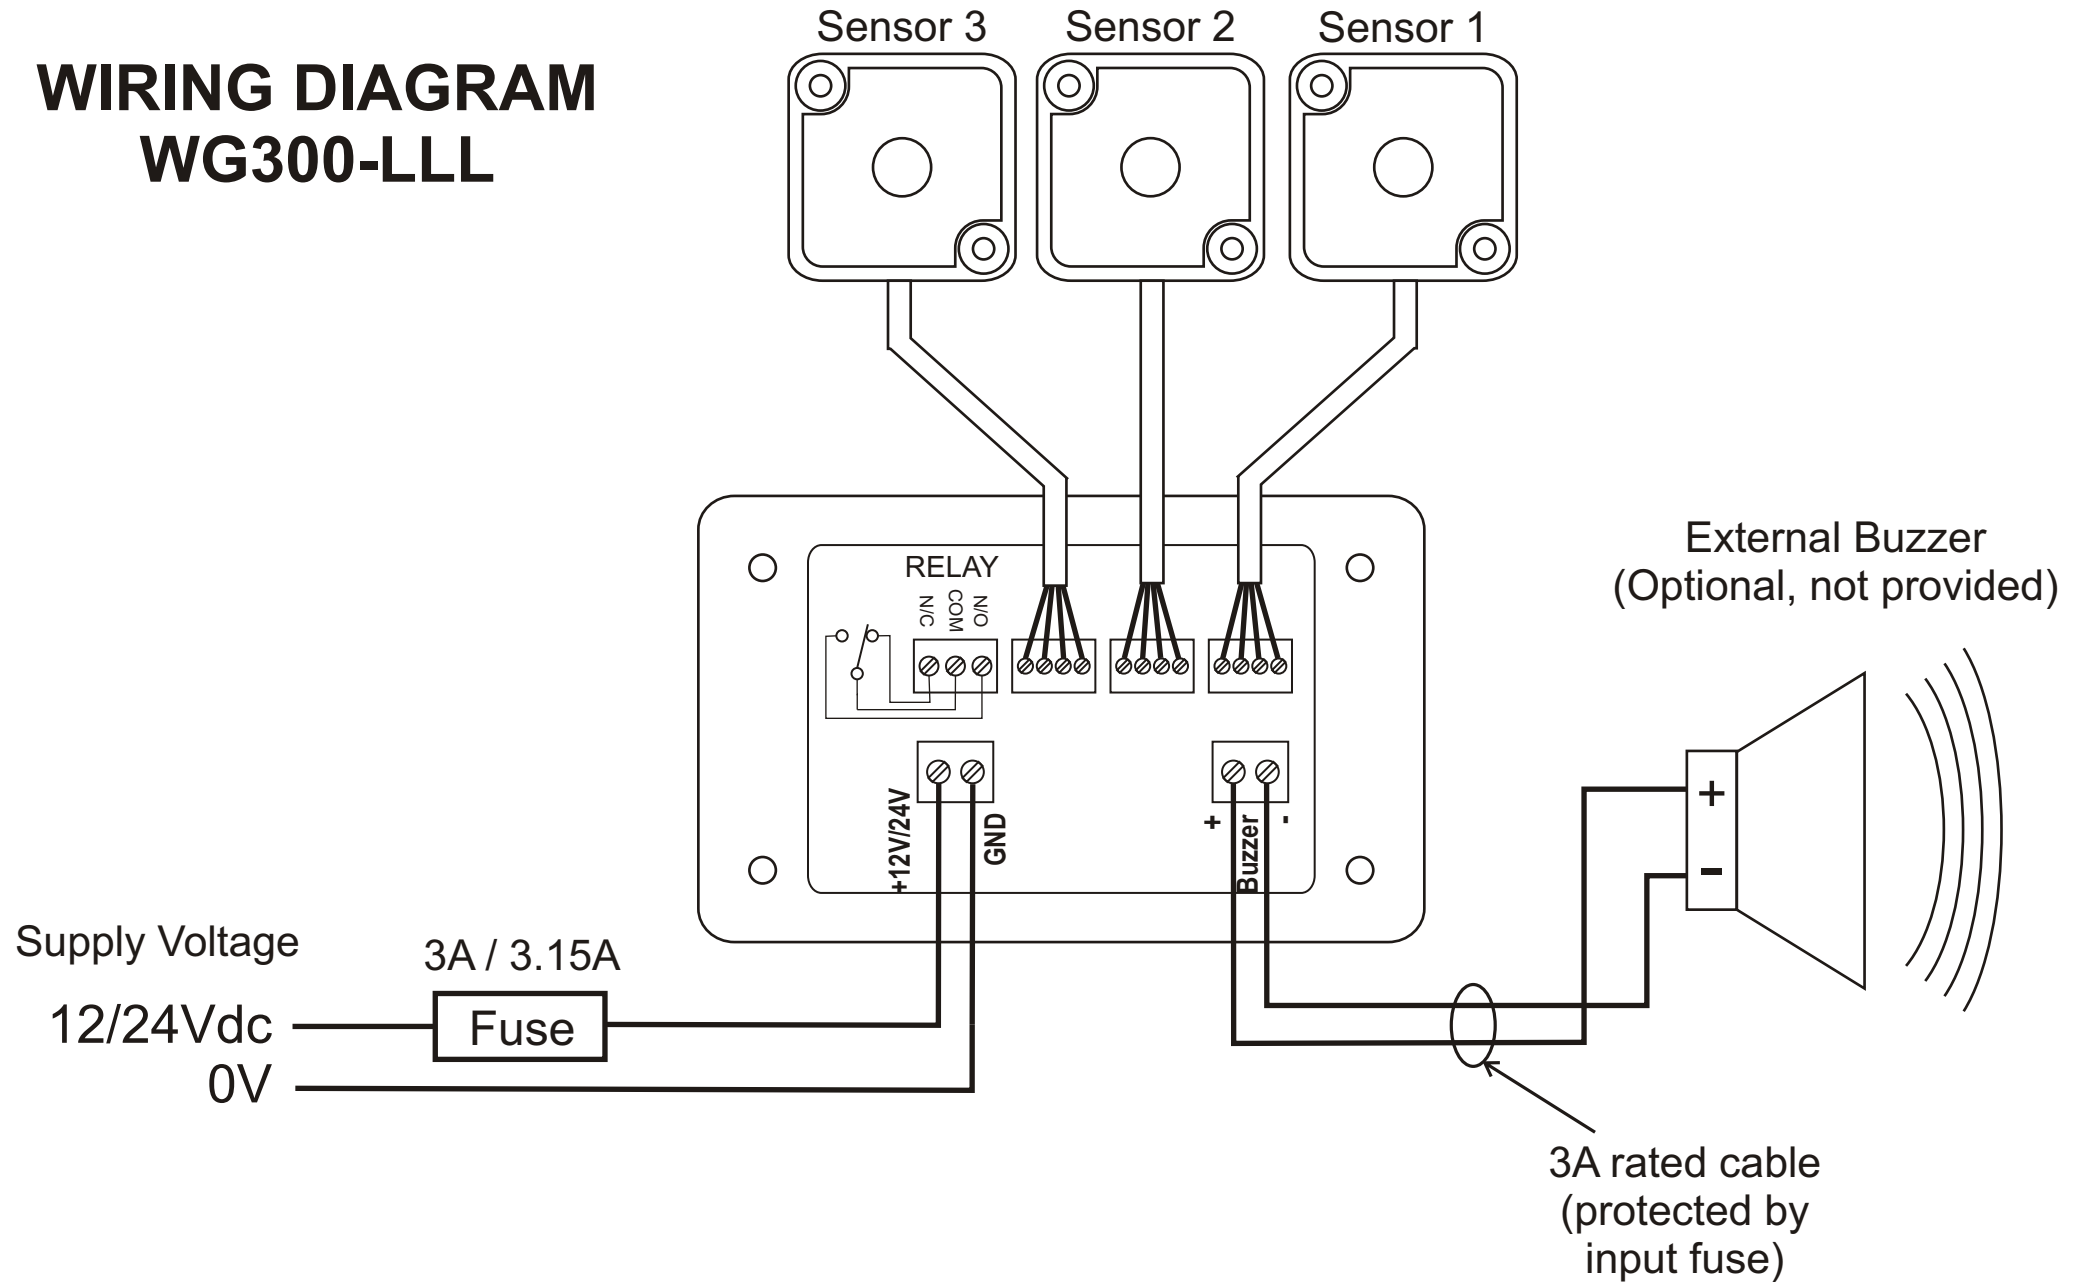 WIRING DIAGRAM
WG300-LLL
Sensor 3
Sensor 2
Sensor 1
RELAY
N/C
COM
N/O
+12V/24V
GND
+
Buzzer
-
External Buzzer
(Optional, not provided)
+
-
Supply Voltage
12/24Vdc
0V
3A / 3.15A
Fuse
3A rated cable
(protected by
input fuse)